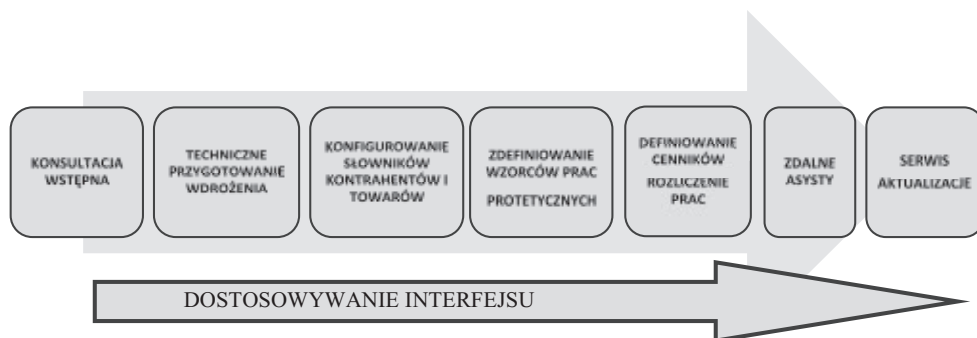 KONSULTACJA
WSTĘPNA
TECHNICZNE
PRZYGOTOWANIE
WDROŻENIA
KONFIGUROWANIE
SŁOWNIKÓW
KONTRAHENTÓW I
TOWARÓW
ZDEFINIOWANIE
WZORCÓW PRAC
PROTETYCZNYCH
DEFINIOWANIE
CENNIKÓW
ROZLICZENIE
PRAC
ZDALNE
ASYSTY
SERWIS
AKTUALIZACJE
DOSTOSOWYWANIE INTERFEJSU